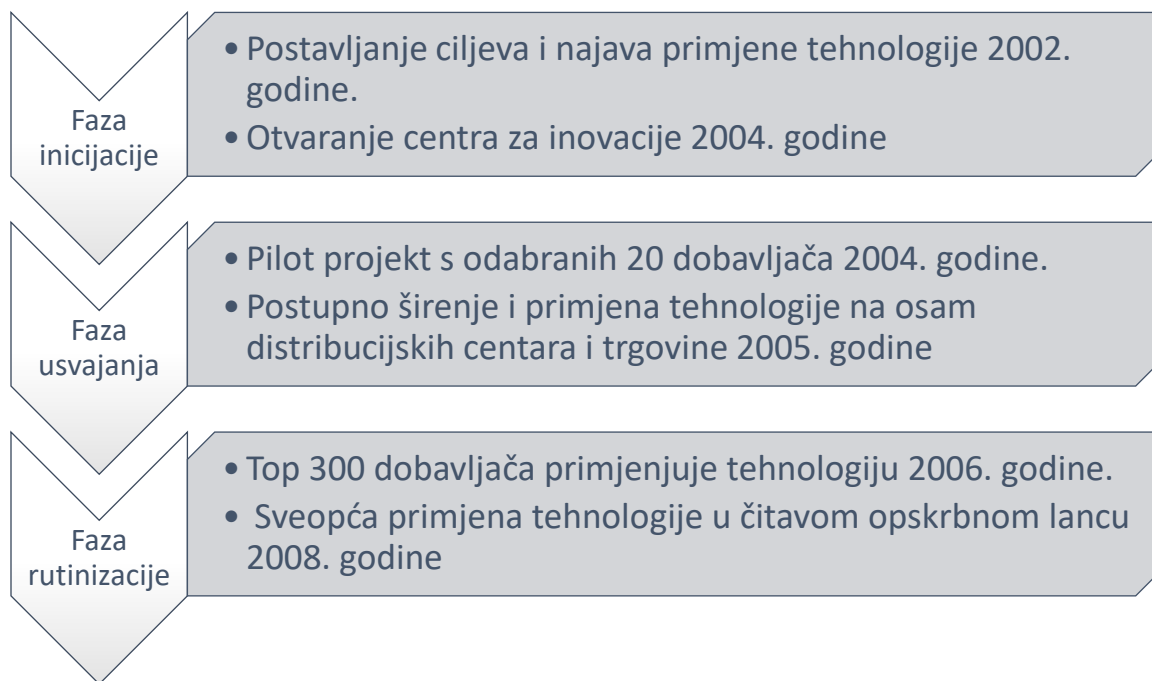 Faza
inicijacije
• Postavljanje ciljeva i najava primjene tehnologije 2002.
godine.
• Otvaranje centra za inovacije 2004. godine
Faza
usvajanja
• Pilot projekt s odabranih 20 dobavljača 2004. godine.
• Postupno širenje i primjena tehnologije na osam
distribucijskih centara i trgovine 2005. godine
Faza
rutinizacije
• Top 300 dobavljača primjenjuje tehnologiju 2006. godine.
• Sveopća primjena tehnologije u čitavom opskrbnom lancu
2008. godine